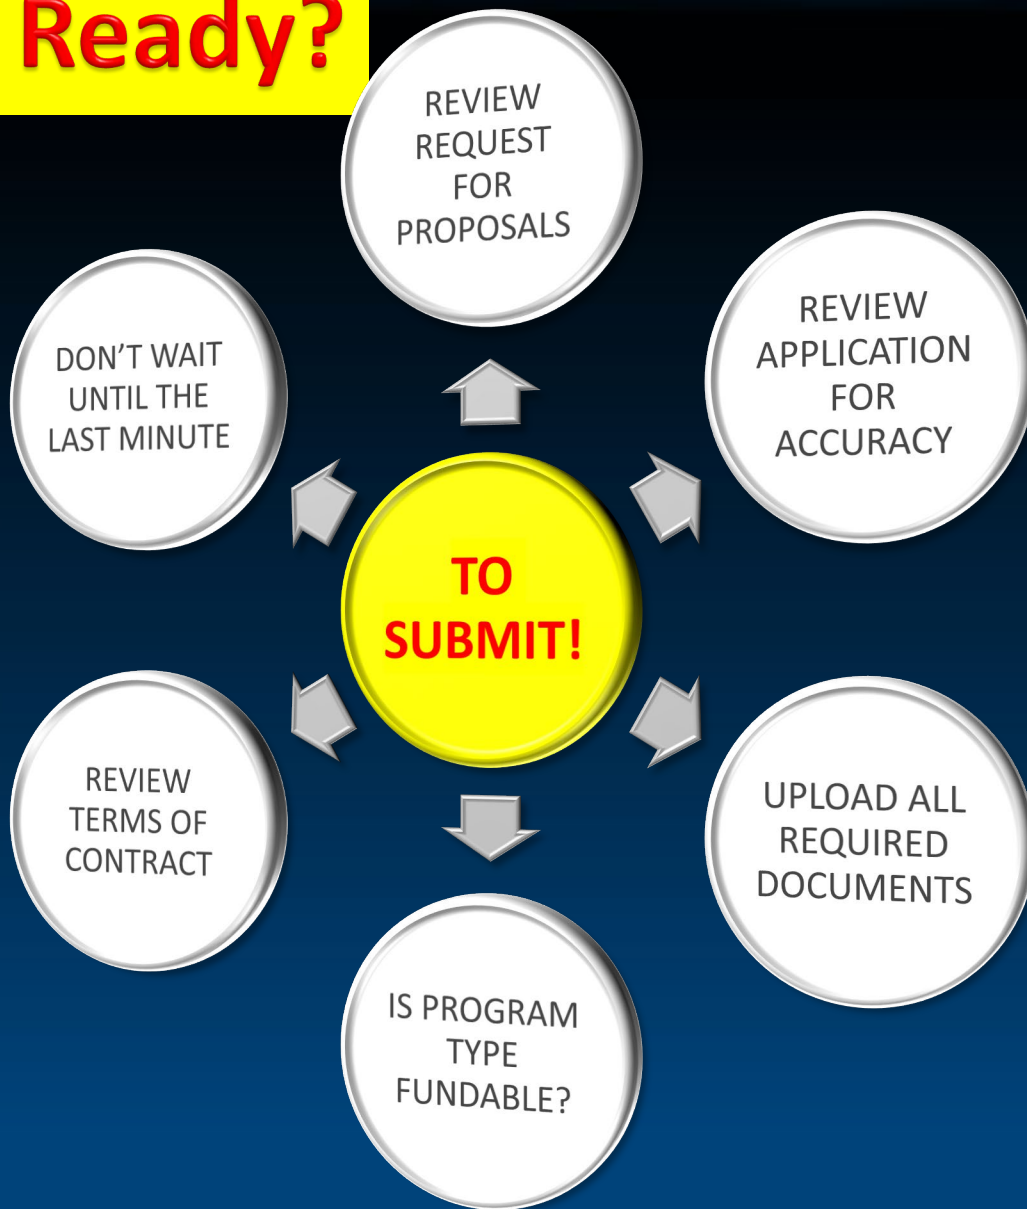 Ready?
REVIEW
REQUEST
FOR
PROPOSALS
REVIEW
APPLICATION
FOR
ACCURACY
UPLOAD ALL
REQUIRED
DOCUMENTS
IS PROGRAM
TYPE
FUNDABLE?
REVIEW
TERMS OF
CONTRACT
DON'T WAIT
UNTIL THE
LAST MINUTE
TO
SUBMIT!